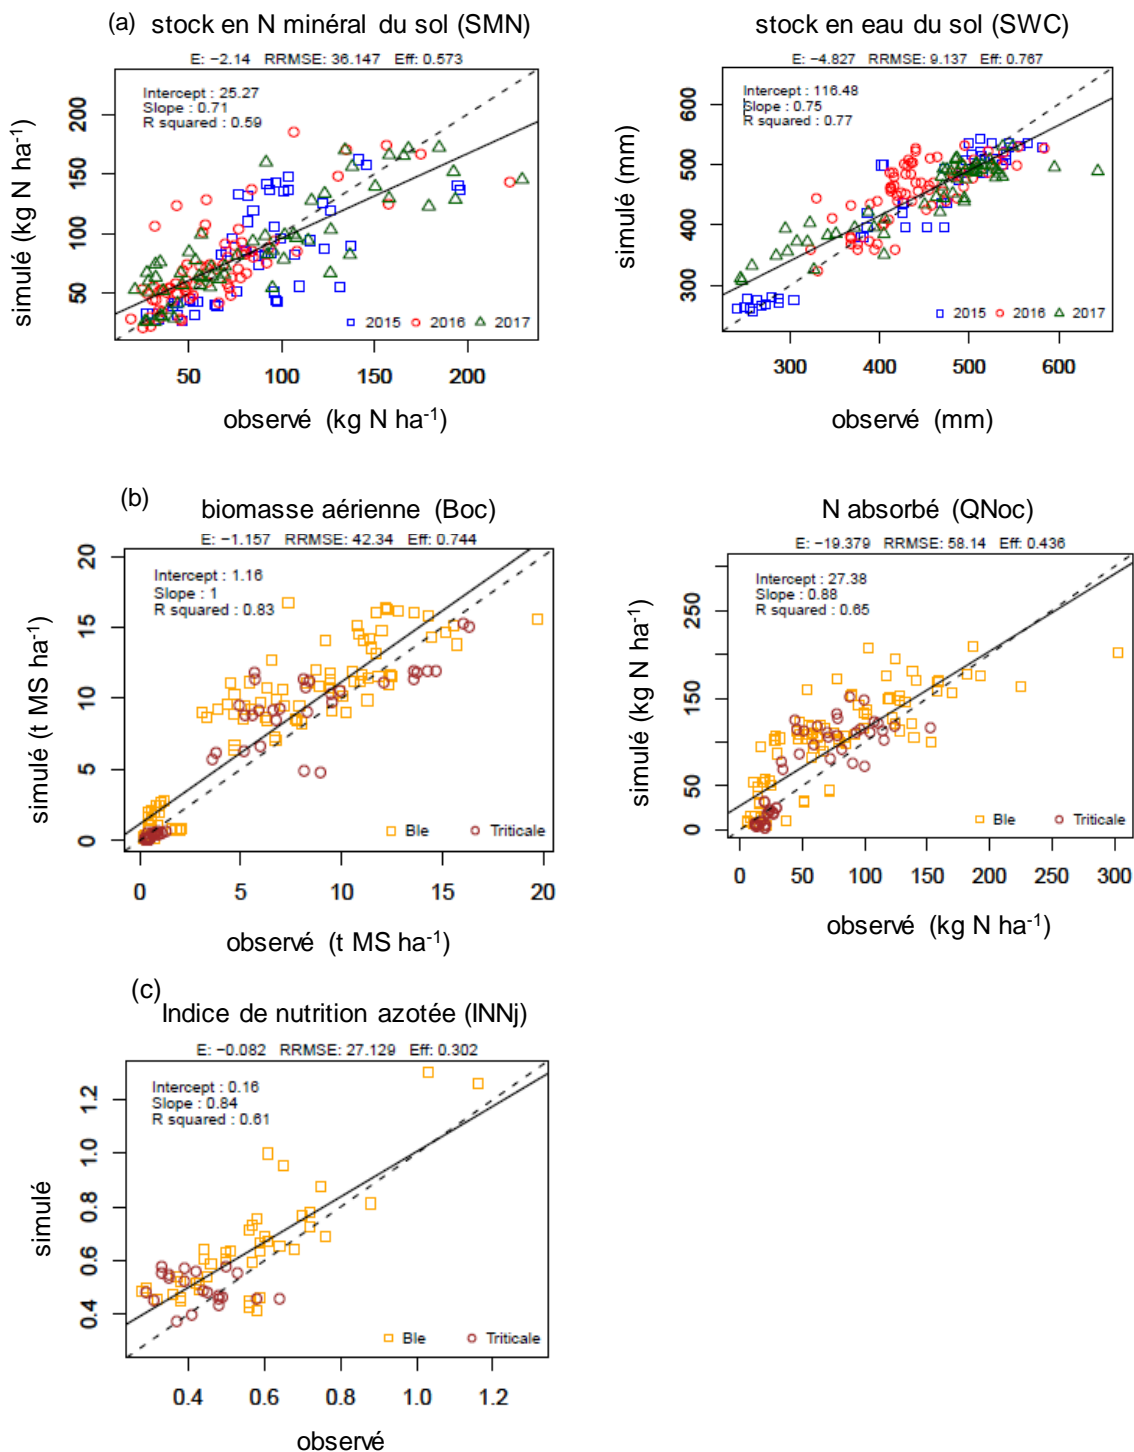 (a) stock en N minéral du sol (SMN)
E: −2.14 RRMSE: 36.147 Eff: 0.573
Intercept : 25.27
Slope : 0.71
R squared : 0.59
simulé (kg N ha-1)
200
150
100
50
2015 2016 2017
50 100 150 200
observé (kg N ha-1)
stock en eau du sol (SWC)
E: −4.827 RRMSE: 9.137 Eff: 0.767
Intercept : 116.48
Slope : 0.75
R squared : 0.77
simulé (mm)
600
500
400
300
2015 2016 2017
300 400 500 600
observé (mm)
(b)
biomasse aérienne (Boc)
E: −1.157 RRMSE: 42.34 Eff: 0.744
Intercept : 1.16
Slope : 1
R squared : 0.83
simulé (t MS ha-1)
20
15
10
5
0
Ble Triticale
0 5 10 15 20
observé (t MS ha-1)
N absorbé (QNoc)
E: −19.379 RRMSE: 58.14 Eff: 0.436
Intercept : 27.38
Slope : 0.88
R squared : 0.65
simulé (kg N ha-1)
250
150
50
0
Ble Triticale
0 50 100 150 200 250 300
observé (kg N ha-1)
(c)
Indice de nutrition azotée (INNj)
E: −0.082 RRMSE: 27.129 Eff: 0.302
Intercept : 0.16
Slope : 0.84
R squared : 0.61
simulé
1.2
1.0
0.8
0.6
0.4
Ble Triticale
0.4 0.6 0.8 1.0 1.2
observé